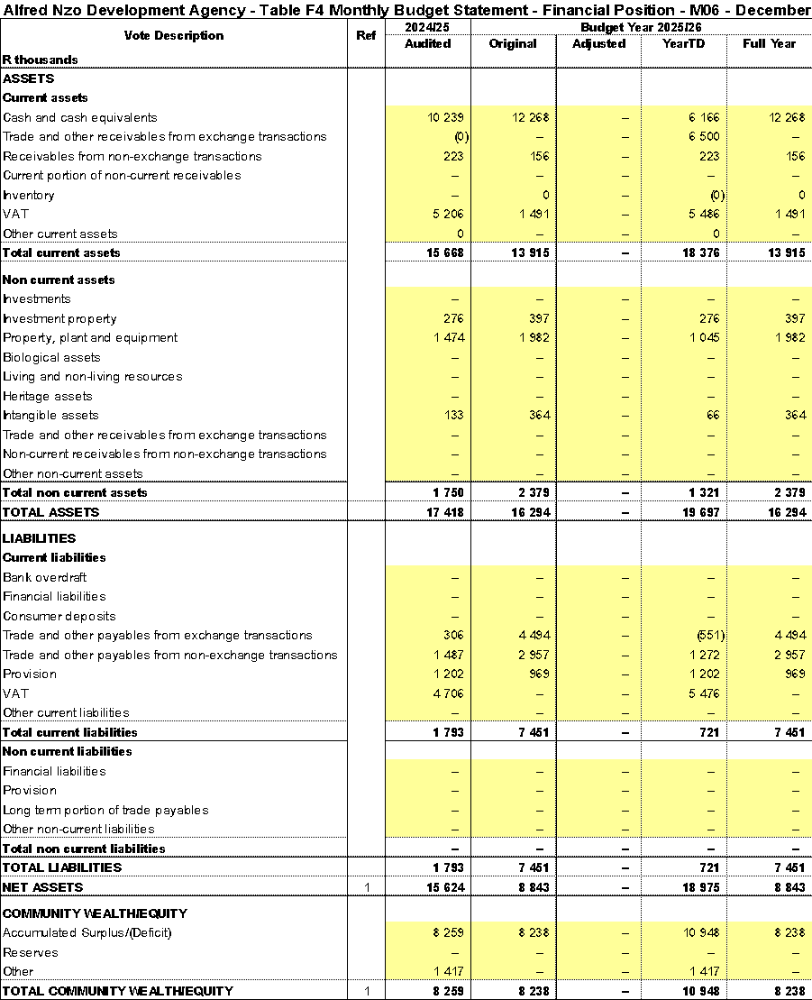 Alfred Nzo Development Agency - Table F4 Monthly Budget Statement - Financial Position - M06 - December
Vote Description Ref 2024/25 Budget Year 2025/26
Audited Original Adjusted YearTD Full Year
R thousands
ASSETS
Current assets
Cash and cash equivalents 10 239 12 268 – 6 166 12 268
Trade and other receivables from exchange transactions (0) – – 6 500 –
Receivables from non-exchange transactions 223 156 – 223 156
Current portion of non-current receivables – – – – –
Inventory – 0 – (0) 0
VAT 5 206 1 491 – 5 486 1 491
Other current assets 0 – – 0 –
Total current assets 15 668 13 915 – 18 376 13 915
Non current assets
Investments – – – – –
Investment property 276 397 – 276 397
Property, plant and equipment 1 474 1 982 – 1 045 1 982
Biological assets – – – – –
Living and non-living resources – – – – –
Heritage assets – – – – –
Intangible assets 133 364 – 66 364
Trade and other receivables from exchange transactions – – – – –
Non-current receivables from non-exchange transactions – – – – –
Other non-current assets – – – – –
Total non current assets 1 750 2 379 – 1 321 2 379
TOTAL ASSETS 17 418 16 294 – 19 697 16 294
LIABILITIES
Current liabilities
Bank overdraft – – – – –
Financial liabilities – – – – –
Consumer deposits – – – – –
Trade and other payables from exchange transactions 306 4 494 – (551) 4 494
Trade and other payables from non-exchange transactions 1 487 2 957 – 1 272 2 957
Provision 1 202 969 – 1 202 969
VAT 4 706 – – 5 476 –
Other current liabilities – – – – –
Total current liabilities 1 793 7 451 – 721 7 451
Non current liabilities
Financial liabilities – – – – –
Provision – – – – –
Long term portion of trade payables – – – – –
Other non-current liabilities – – – – –
Total non current liabilities – – – – –
TOTAL LIABILITIES 1 793 7 451 – 721 7 451
NET ASSETS 1 15 624 8 843 – 18 975 8 843
COMMUNITY WEALTH/EQUITY
Accumulated Surplus/(Deficit) 8 259 8 238 – 10 948 8 238
Reserves – – – – –
Other 1 417 – – 1 417 –
TOTAL COMMUNITY WEALTH/EQUITY 1 8 259 8 238 – 10 948 8 238